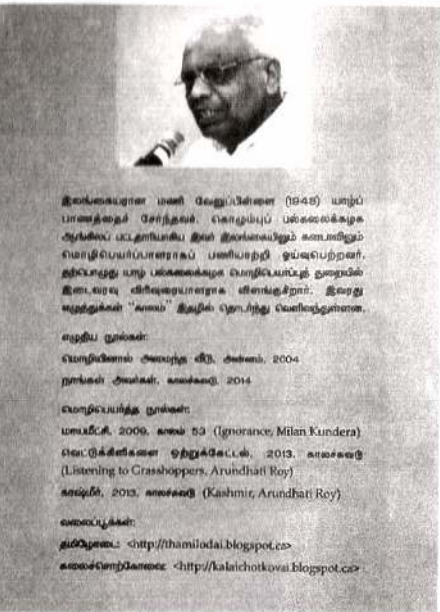 இலங்கையரான மணி வேலுப்பிள்ளை (1948) யாழ்ப்
பாணத்தைச் சேர்ந்தவர். கொழும்புப் பல்கலைக்கழக
ஆங்கிலப் பட்டதாரியாகிய இவர் இலங்கையிலும் கனடாவிலும்
மொழிபெயர்ப்பாளராகப் பணியாற்றி ஓய்வுபெற்றவர்.
தற்பொழுது யாழ் பல்கலைக்கழக மொழிபெயர்ப்புத் துறையில்
இடைவரவு விரிவுரையாளராக விளங்குகிறார். இவரது
எழுத்துக்கள் "காலம்" இதழில் தொடர்ந்து வெளிவந்துள்ளன.
எழுதிய நூல்கள்:
மொழியினால் அமைந்த வீடு, அன்னம், 2004
நாங்கள் அவர்கள், காலச்சுவடு, 2014
மொழிபெயர்த்த நூல்கள்:
மாயமீட்சி, 2009, காலம் 53 (Ignorance, Milan Kundera)
வெட்டுக்கிளிகளை ஒற்றுக்கேட்டல், 2013, காலச்சுவடு
(Listening to Grasshoppers, Arundhati Roy)
காஷ்மீர், 2013, காலச்சுவடு (Kashmir, Arundhati Roy)
வலைப்பூக்கள்:
தமிழோடை: <http://thamilodai.blogspot.ca>
கலைச்சொற்கோவை: <http://kalaichotkovai.blogspot.ca>